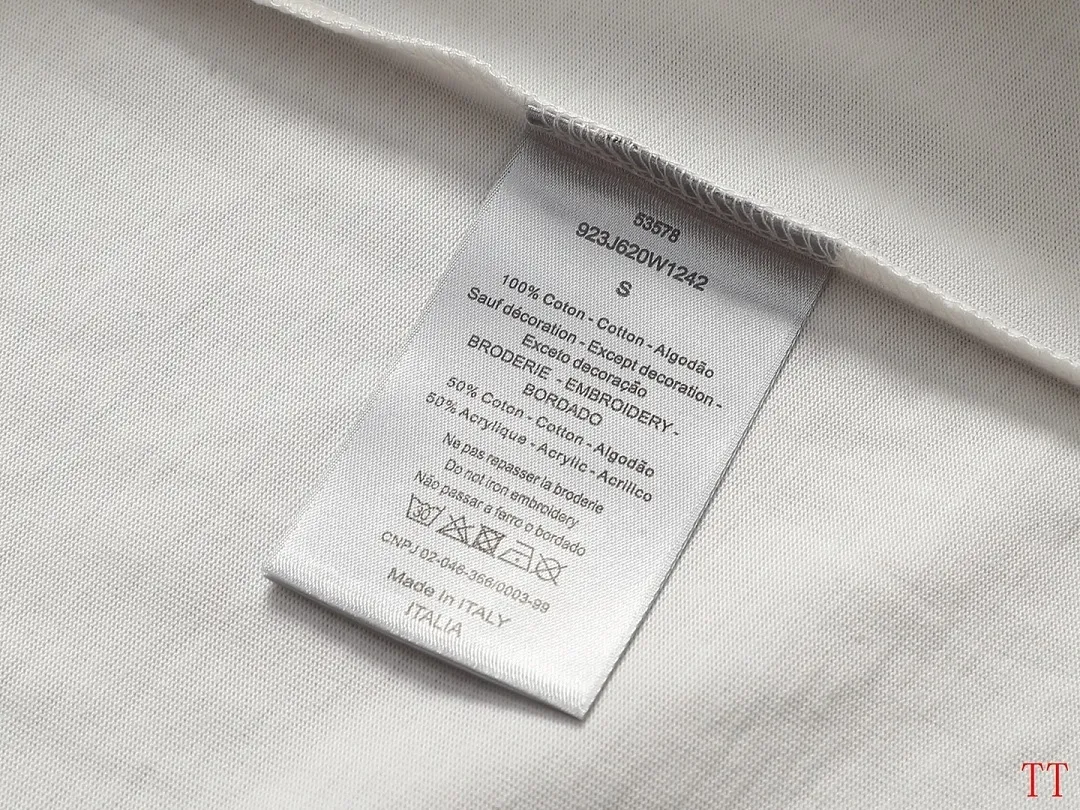 53578
923J620W1242
S
100% Coton - Cotton - Algodão
Sauf décoration - Except decoration -
Exceto decoração
BRODERIE - EMBROIDERY -
BORDADO
50% Coton - Cotton - Algodão
50% Acrylique - Acrylic - Acrilico
Ne pas repasser la broderie
Do not iron embroidery
Não passar a ferro o bordado
30
CNPJ 02-046-366/0003-99
Made in ITALY
ITALIA
TT